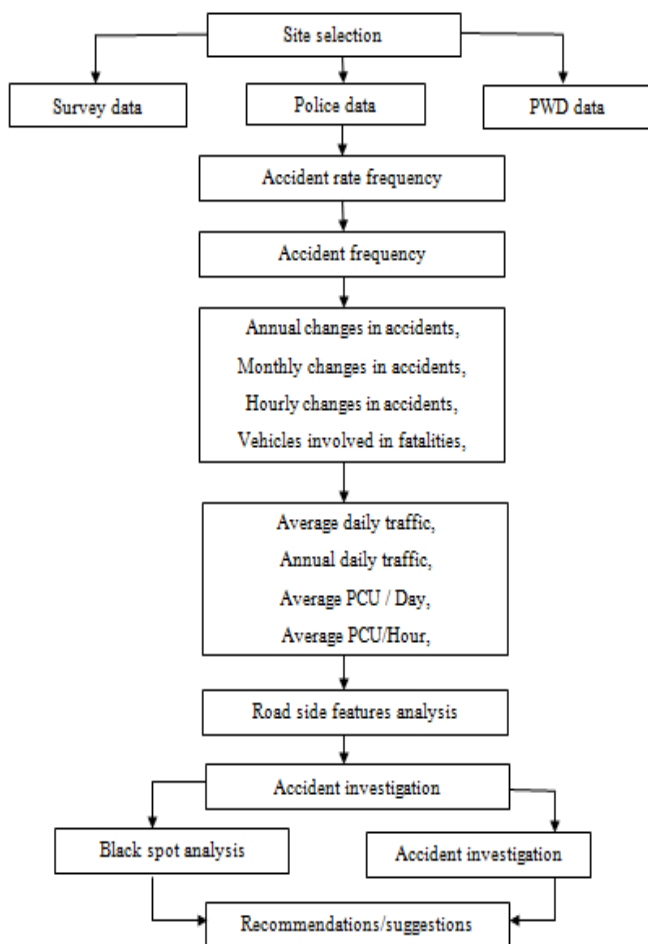 Site selection
Survey data
Police data
PWD data
Accident rate frequency
Accident frequency
Annual changes in accidents,
Monthly changes in accidents,
Hourly changes in accidents,
Vehicles involved in fatalities,
Average daily traffic,
Annual daily traffic,
Average PCU / Day,
Average PCU/Hour,
Road side features analysis
Accident investigation
Black spot analysis
Accident investigation
Recommendations/suggestions